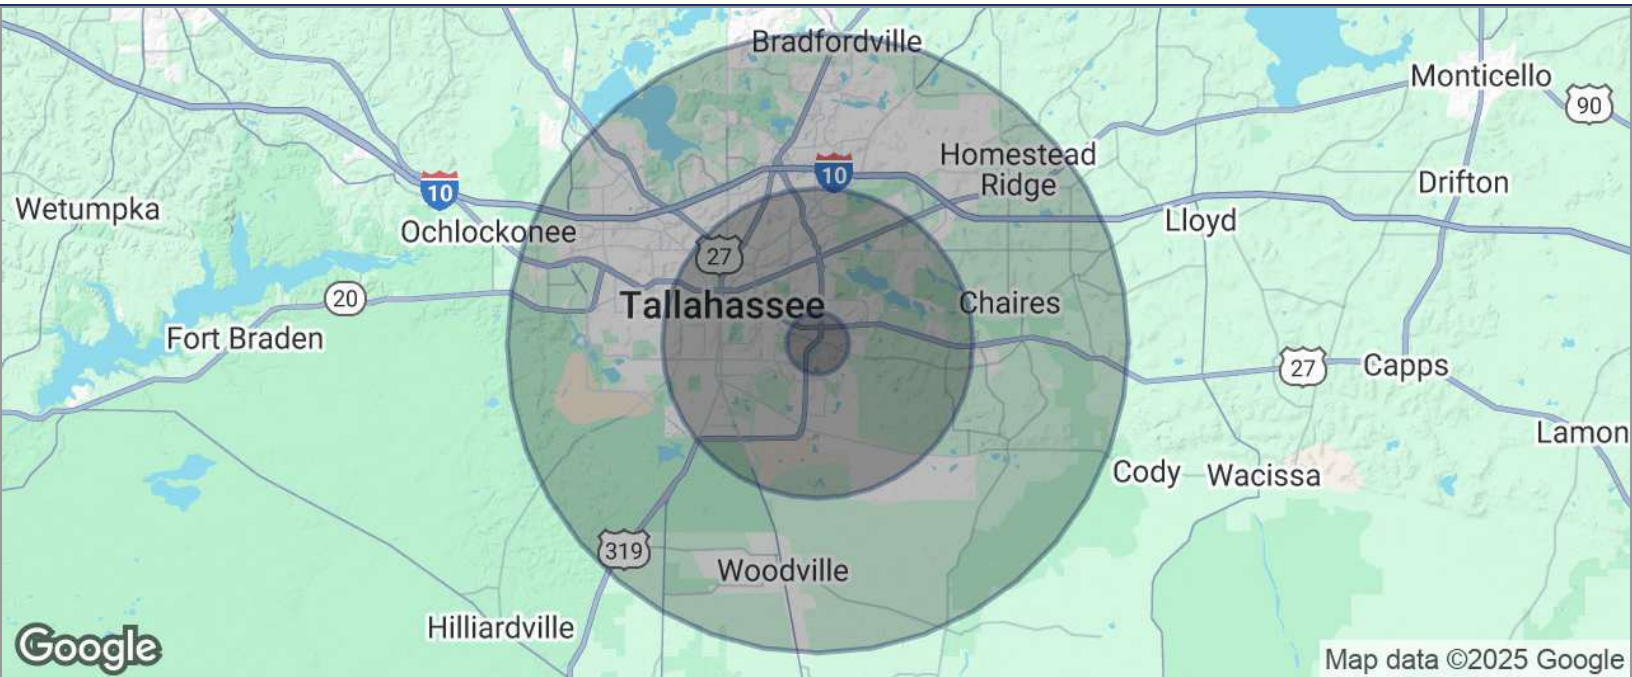 Bradfordville
Monticello
90
10
Homestead
Ridge
10
Drifton
Wetumpka
Lloyd
Ochlockonee
27
20
Tallahassee
Chaires
Fort Braden
27
Capps
Lamon
Cody
Wacissa
319
Woodville
Hilliardville
Google
Map data ©2025 Google